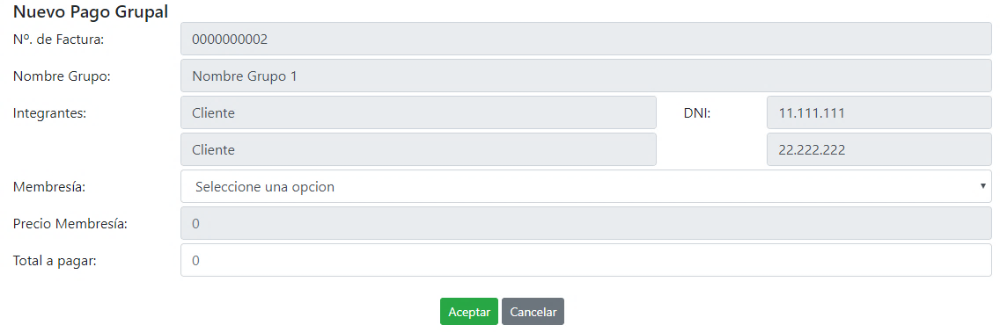 Nuevo Pago Grupal
Nº. de Factura: 0000000002
Nombre Grupo: Nombre Grupo 1
Integrantes: Cliente DNI: 11.111.111
Cliente 22.222.222
Membresía: Seleccione una opcion
Precio Membresía: 0
Total a pagar: 0
Aceptar Cancelar